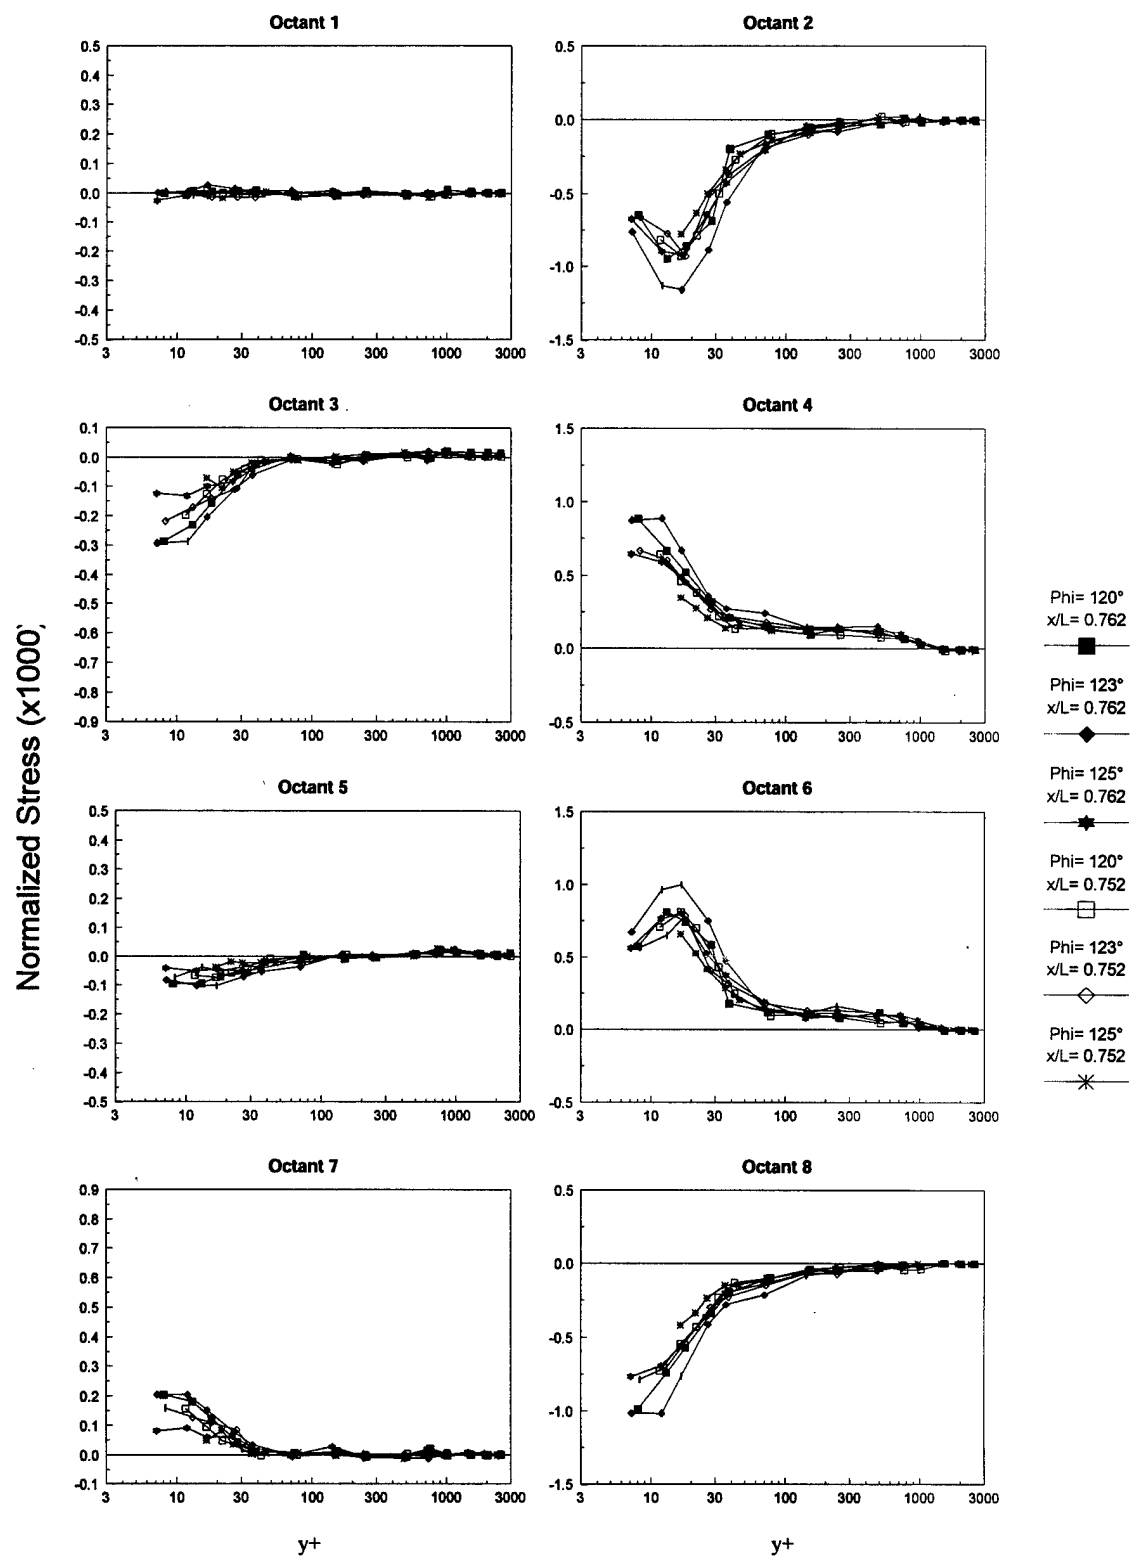 Octant 1
0.5
0.4
0.3
0.2
0.1
0.0
-0.1
-0.2
-0.3
-0.4
-0.5
3 10 30 100 300 1000 3000
Octant 2
0.5
0.0
-0.5
-1.0
-1.5
3 10 30 100 300 1000 3000
Octant 3
0.1
0.0
-0.1
-0.2
-0.3
-0.4
-0.5
-0.6
-0.7
-0.8
-0.9
3 10 30 100 300 1000 3000
Octant 4
1.5
1.0
0.5
0.0
-0.5
3 10 30 100 300 1000 3000
Octant 5
0.5
0.4
0.3
0.2
0.1
0.0
-0.1
-0.2
-0.3
-0.4
-0.5
3 10 30 100 300 1000 3000
Octant 6
1.5
1.0
0.5
0.0
-0.5
3 10 30 100 300 1000 3000
Octant 7
0.9
0.8
0.7
0.6
0.5
0.4
0.3
0.2
0.1
0.0
-0.1
3 10 30 100 300 1000 3000
y+
Octant 8
0.5
0.0
-0.5
-1.0
-1.5
3 10 30 100 300 1000 3000
y+
Normalized Stress (x1000)
Phi= 120°
x/L= 0.762
Phi= 123°
x/L= 0.762
Phi= 125°
x/L= 0.762
Phi= 120°
x/L= 0.752
Phi= 123°
x/L= 0.752
Phi= 125°
x/L= 0.752